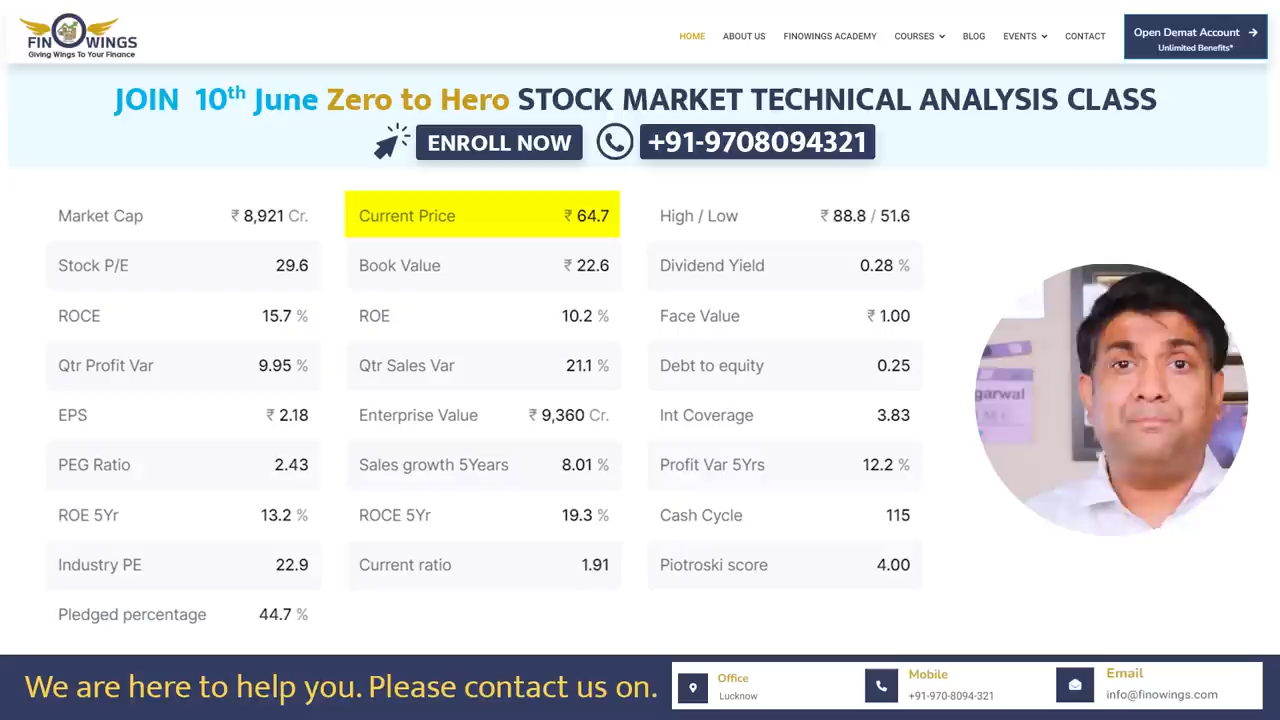 FINOWINGS
Giving Wings To Your Finance
HOME ABOUT US FINOWINGS ACADEMY COURSES BLOG EVENTS CONTACT
Open Demat Account
Unlimited Benefits*
JOIN 10th June Zero to Hero STOCK MARKET TECHNICAL ANALYSIS CLASS
ENROLL NOW +91-9708094321
Market Cap ₹ 8,921 Cr. Current Price ₹ 64.7 High / Low ₹ 88.8 / 51.6
Stock P/E 29.6 Book Value ₹ 22.6 Dividend Yield 0.28 %
ROCE 15.7 % ROE 10.2 % Face Value ₹ 1.00
Qtr Profit Var 9.95 % Qtr Sales Var 21.1 % Debt to equity 0.25
EPS ₹ 2.18 Enterprise Value ₹ 9,360 Cr. Int Coverage 3.83
PEG Ratio 2.43 Sales growth 5Years 8.01 % Profit Var 5Yrs 12.2 %
ROE 5Yr 13.2 % ROCE 5Yr 19.3 % Cash Cycle 115
Industry PE 22.9 Current ratio 1.91 Piotroski score 4.00
Pledged percentage 44.7 %
garwal
We are here to help you. Please contact us on.
Office
Lucknow
Mobile
+91-970-8094-321
Email
info@finowings.com